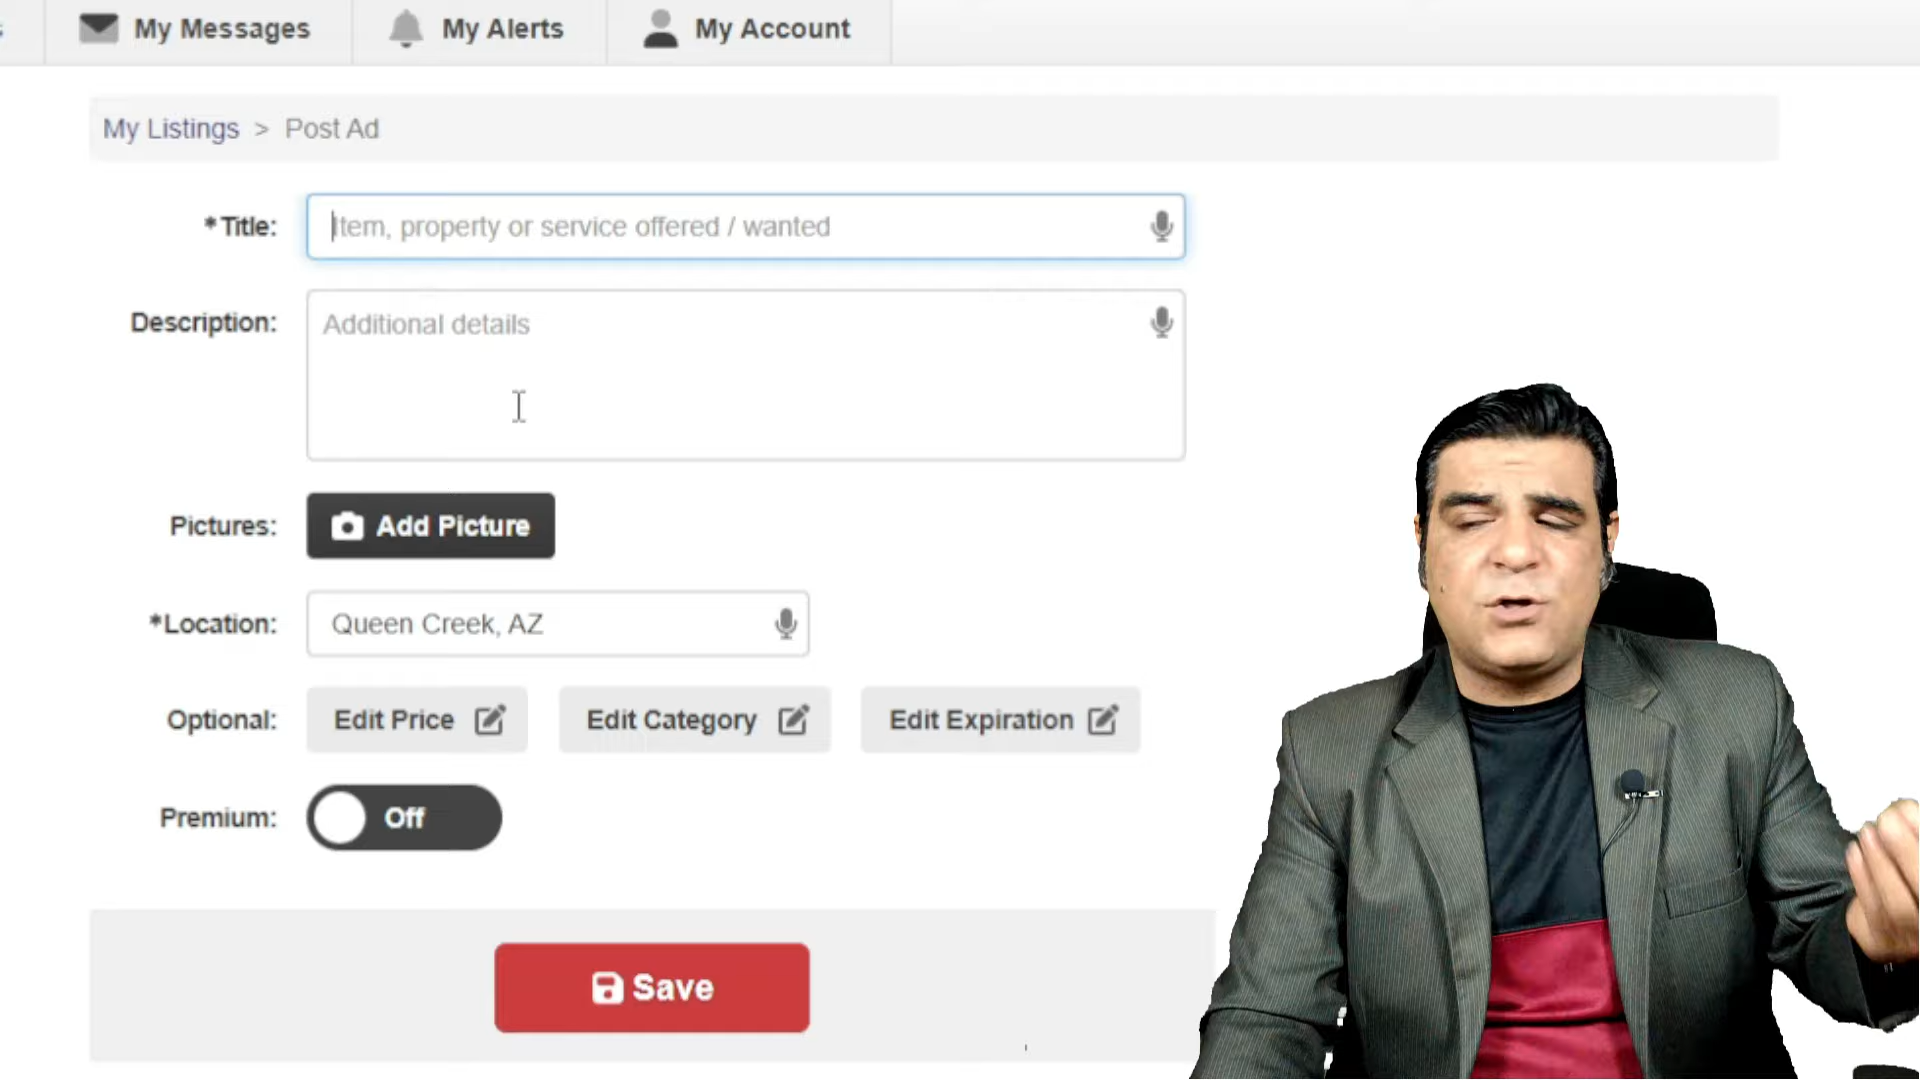 My Messages
My Alerts
My Account
My Listings > Post Ad
*Title:
Item, property or service offered / wanted
Description:
Additional details
Pictures:
Add Picture
*Location:
Queen Creek, AZ
Optional:
Edit Price
Edit Category
Edit Expiration
Premium:
Off
Save